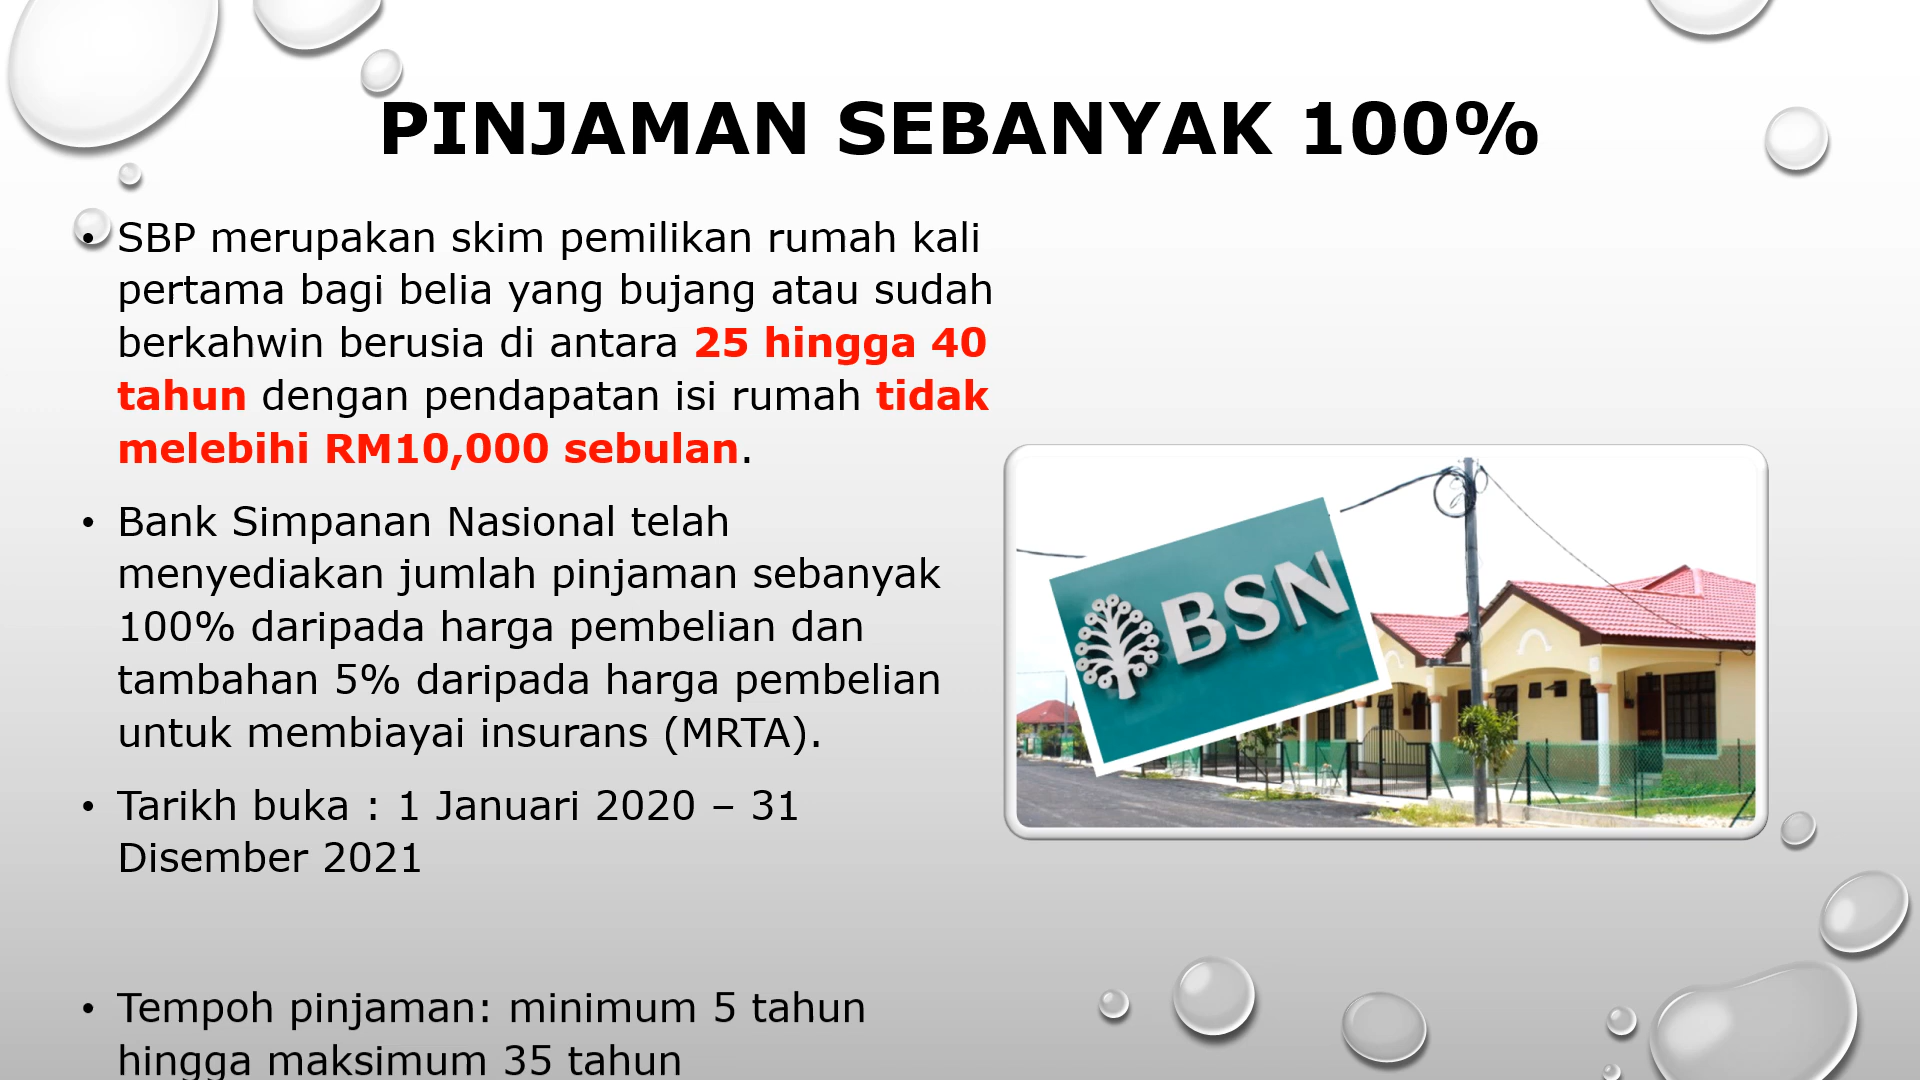 PINJAMAN SEBANYAK 100%
• SBP merupakan skim pemilikan rumah kali
pertama bagi belia yang bujang atau sudah
berkahwin berusia di antara 25 hingga 40
tahun dengan pendapatan isi rumah tidak
melebihi RM10,000 sebulan.
• Bank Simpanan Nasional telah
menyediakan jumlah pinjaman sebanyak
100% daripada harga pembelian dan
tambahan 5% daripada harga pembelian
untuk membiayai insurans (MRTA).
• Tarikh buka : 1 Januari 2020 – 31
Disember 2021
• Tempoh pinjaman: minimum 5 tahun
hingga maksimum 35 tahun
BSN